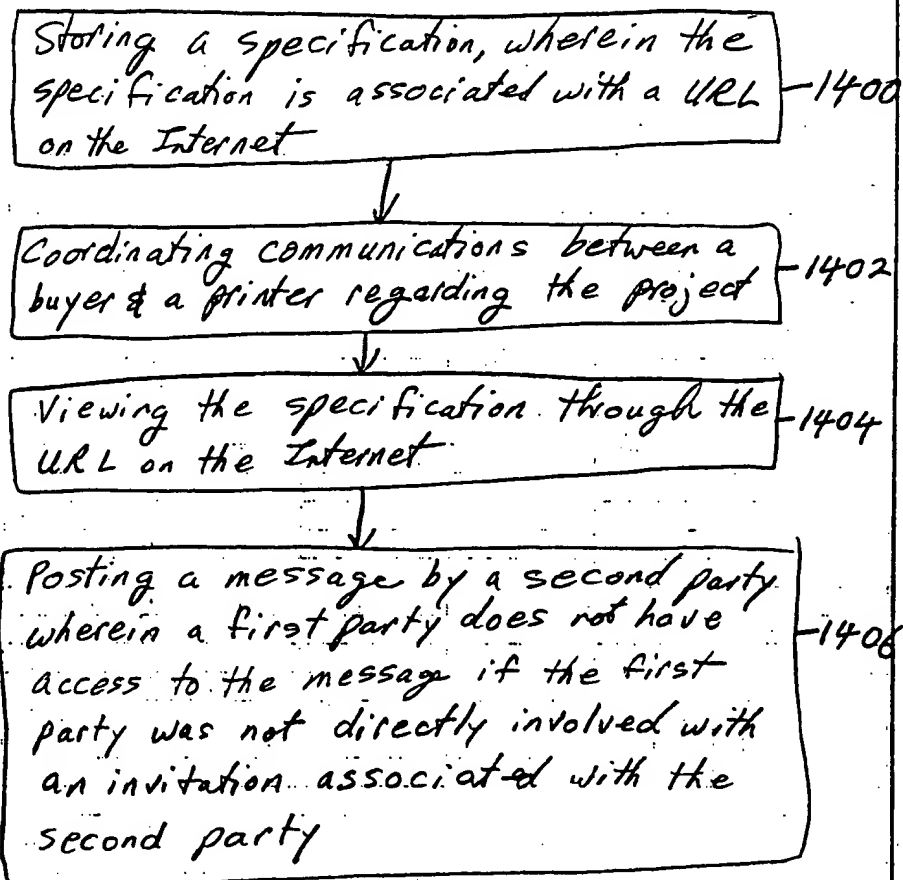 Storing a specification, wherein the
specification is associated with a URL
on the Internet
1400
Coordinating communications between a
buyer & a printer regarding the project
1402
Viewing the specification through the
URL on the Internet
1404
Posting a message by a second party
wherein a first party does not have
access to the message if the first
party was not directly involved with
an invitation associated with the
second party
1406